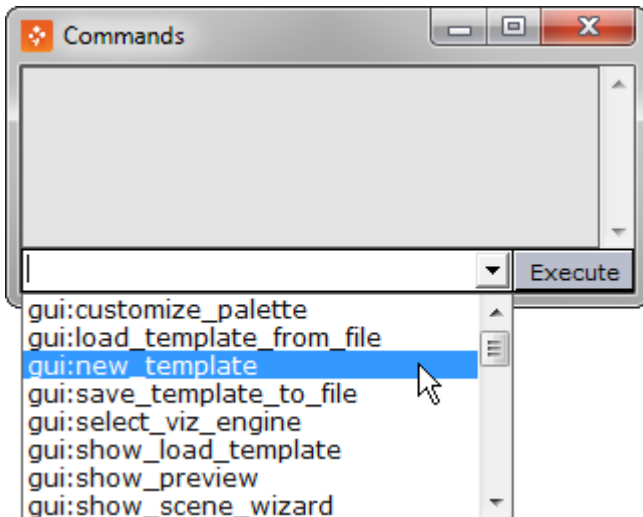 Commands
Execute
gui:customize_palette
gui:load_template_from_file
gui:new_template
gui:save_template_to_file
gui:select_viz_engine
gui:show_load_template
gui:show_preview
gui:show_scene_wizard